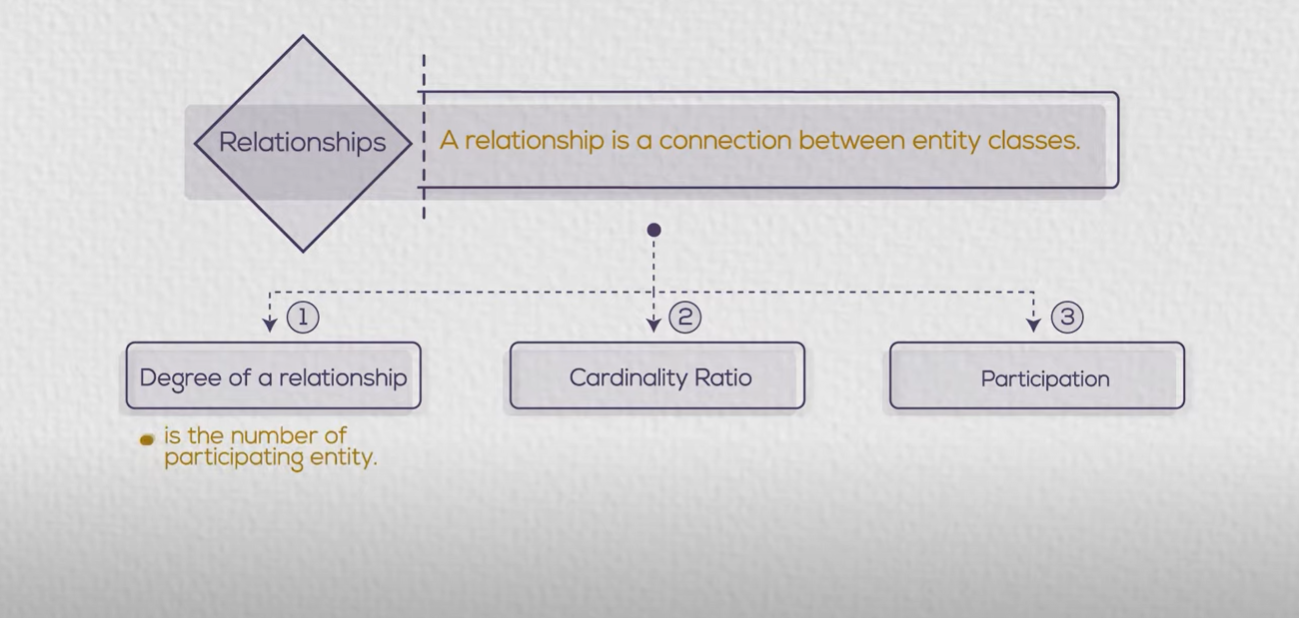 Relationships
A relationship is a connection between entity classes.
1
2
3
Degree of a relationship
Cardinality Ratio
Participation
is the number of
participating entity.